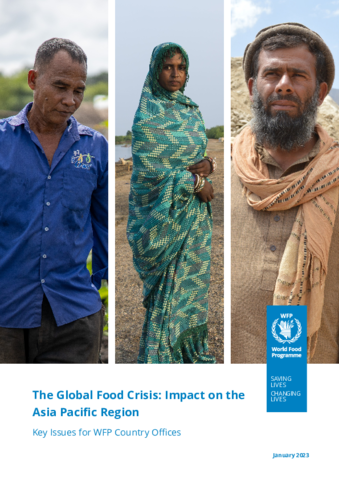 WFP
World Food
Programme
SAVING
LIVES
CHANGING
LIVES
The Global Food Crisis: Impact on the
Asia Pacific Region
Key Issues for WFP Country Offices
January 2023